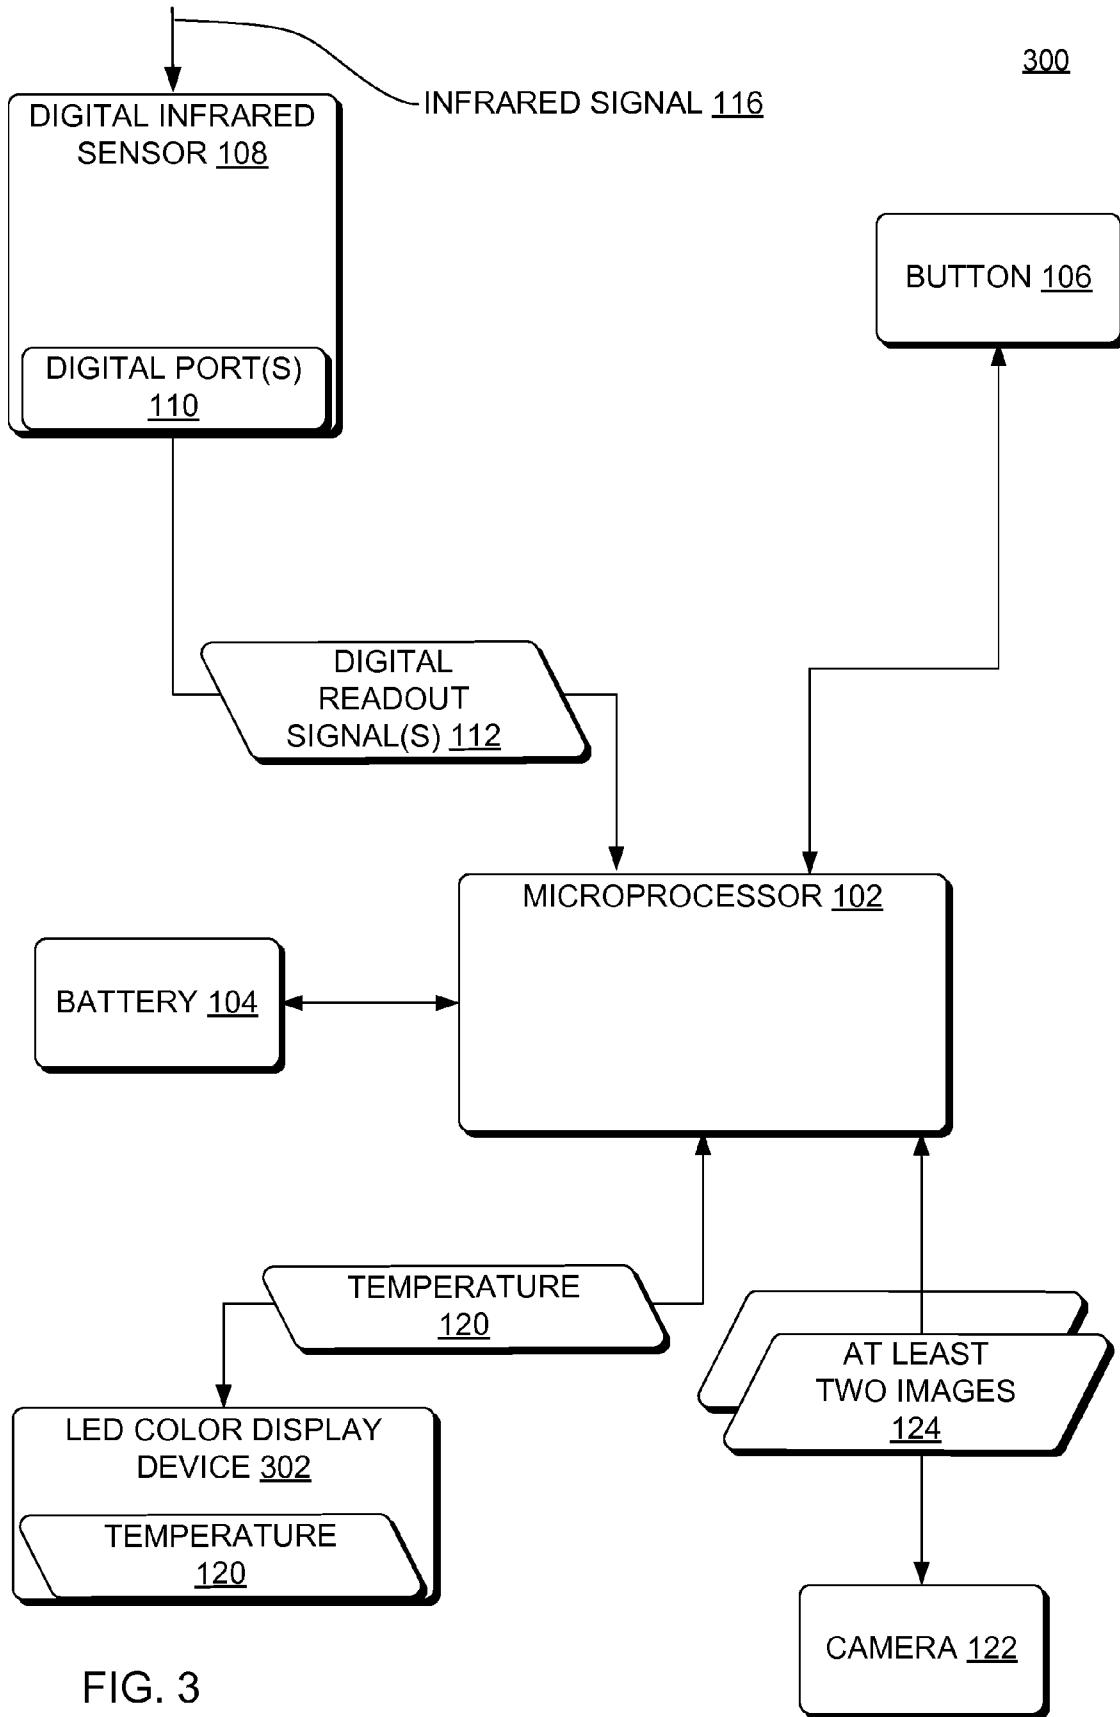 300
INFRARED SIGNAL 116
DIGITAL INFRARED
SENSOR 108
DIGITAL PORT(S)
110
BUTTON 106
DIGITAL
READOUT
SIGNAL(S) 112
MICROPROCESSOR 102
BATTERY 104
TEMPERATURE
120
AT LEAST
TWO IMAGES
124
LED COLOR DISPLAY
DEVICE 302
TEMPERATURE
120
CAMERA 122
FIG. 3